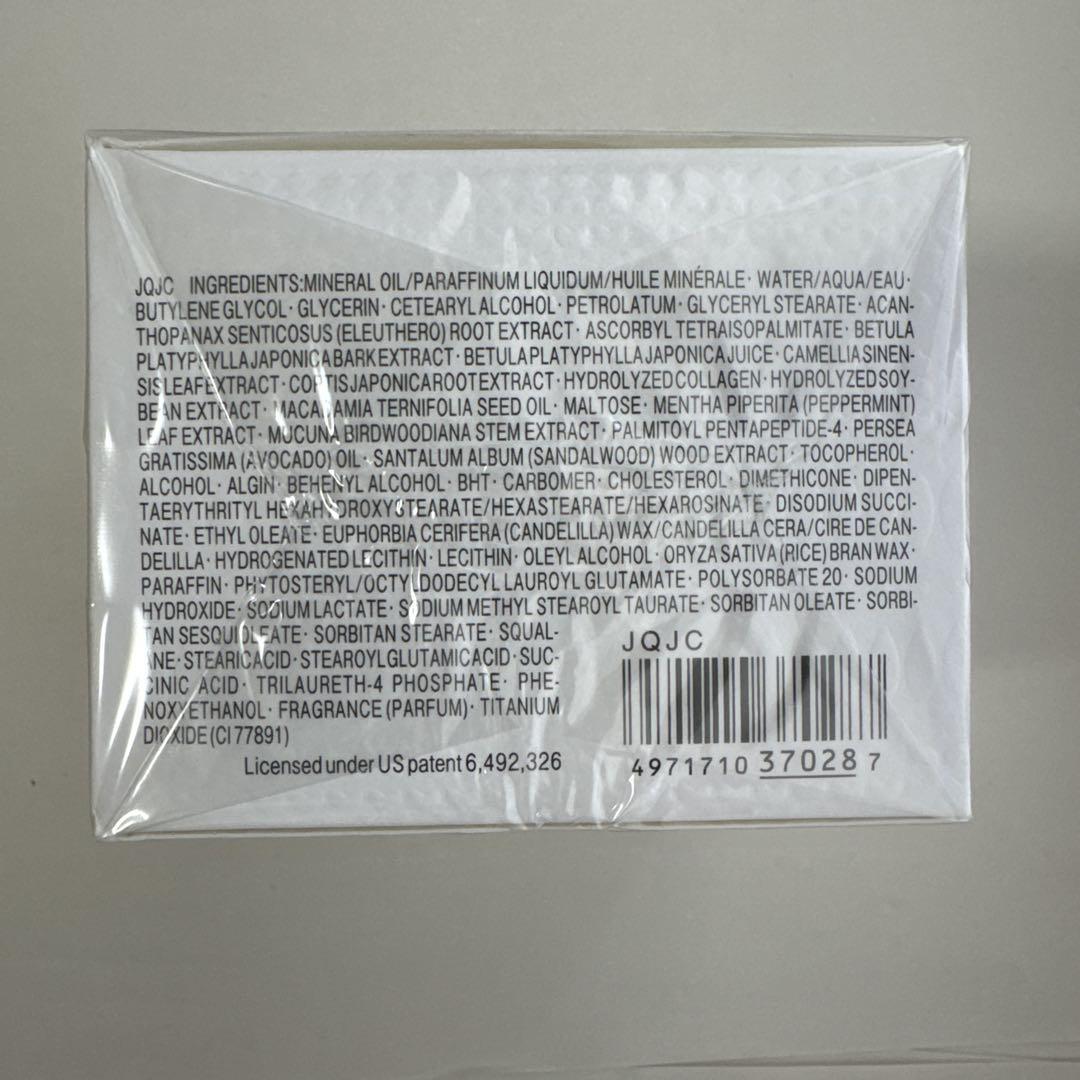 JQJC INGREDIENTS:MINERAL OIL/PARAFFINUM LIQUIDUM/HUILE MINÉRALE· WATER/AQUA/EAU·
BUTYLENE GLYCOL· GLYCERIN· CETEARYL ALCOHOL· PETROLATUM· GLYCERYL STEARATE· ACAN-
THOPANAX SENTICOSUS (ELEUTHERO) ROOT EXTRACT· ASCORBYL TETRAISOPALMITATE· BETULA
PLATYPHYLLA JAPONICA BARK EXTRACT· BETULA PLATYPHYLLA JAPONICA JUICE· CAMELLIA SINEN-
SIS LEAF EXTRACT· COPTIS JAPONICA ROOT EXTRACT· HYDROLYZED COLLAGEN· HYDROLYZED SOY-
BEAN EXTRACT· MACADAMIA TERNIFOLIA SEED OIL· MALTOSE· MENTHA PIPERITA (PEPPERMINT)
LEAF EXTRACT· MUCUNA BIRDWOODIANA STEM EXTRACT· PALMITOYL PENTAPEPTIDE-4· PERSEA
GRATISSIMA (AVOCADO) OIL· SANTALUM ALBUM (SANDALWOOD) WOOD EXTRACT· TOCOPHEROL·
ALCOHOL· ALGIN· BEHENYL ALCOHOL· BHT· CARBOMER· CHOLESTEROL· DIMETHICONE· DIPEN-
TAERYTHRITYL HEXAHYDROXYSTEARATE/HEXASTEARATE/HEXAROSINATE· DISODIUM SUCCI-
NATE· ETHYL OLEATE· EUPHORBIA CERIFERA (CANDELILLA) WAX/CANDELILLA CERA/CIRE DE CAN-
DELILLA· HYDROGENATED LECITHIN· LECITHIN· OLEYL ALCOHOL· ORYZA SATIVA (RICE) BRAN WAX·
PARAFFIN· PHYTOSTERYL/OCTYLDODECYL LAUROYL GLUTAMATE· POLYSORBATE 20· SODIUM
HYDROXIDE· SODIUM LACTATE· SODIUM METHYL STEAROYL TAURATE· SORBITAN OLEATE· SORBI-
TAN SESQUIOLEATE· SORBITAN STEARATE· SQUAL-
ANE· STEARIC ACID· STEAROYL GLUTAMIC ACID· SUC-
CINIC ACID· TRILAURETH-4 PHOSPHATE· PHE-
NOXYETHANOL· FRAGRANCE (PARFUM)· TITANIUM
DIOXIDE (CI 77891)
Licensed under US patent 6,492,326
JQJC
4971710 37028 7